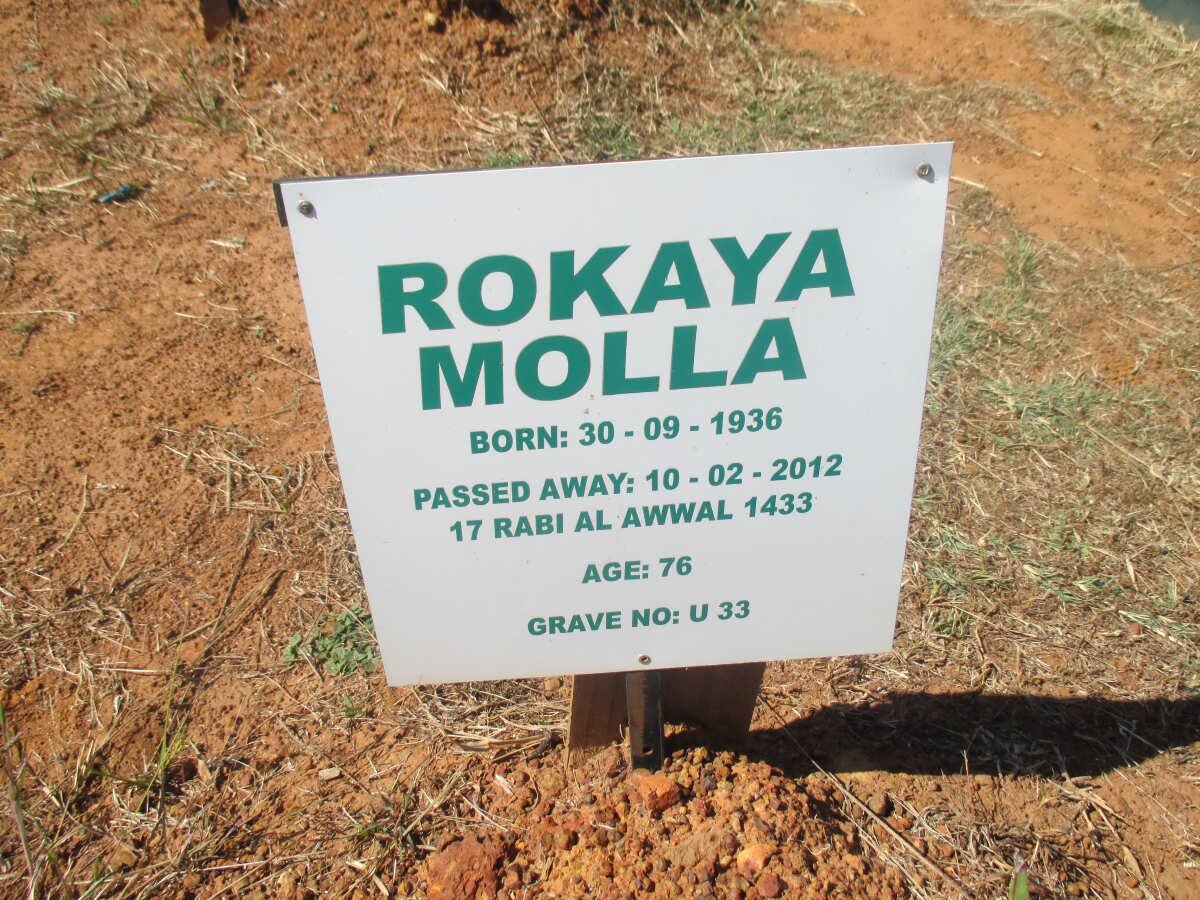 ROKAYA
MOLLA
BORN: 30 - 09 - 1936
PASSED AWAY: 10 - 02 - 2012
17 RABI AL AWWAL 1433
AGE: 76
GRAVE NO: U 33